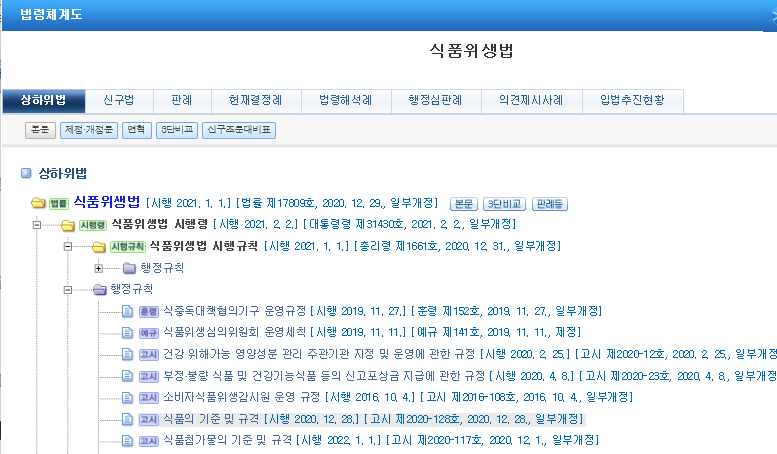 법령체계도
식품위생법
상하위법 신구법 판례 헌재결정례 법령해석례 행정심판례 의견제시사례 입법추진현황
본문 제정·개정문 연혁 3단비교 신구조문대비표
상하위법
법률 식품위생법 [시행 2021. 1. 1.] [법률 제17809호, 2020. 12. 29., 일부개정] 본문 3단비교 판례등
시행령 식품위생법 시행령 [시행 2021. 2. 2.] [대통령령 제31430호, 2021. 2. 2., 일부개정]
시행규칙 식품위생법 시행규칙 [시행 2021. 1. 1.] [총리령 제1661호, 2020. 12. 31., 일부개정]
행정규칙
행정규칙
훈령 식중독대책협의기구 운영규정 [시행 2019. 11. 27.] [훈령 제152호, 2019. 11. 27., 일부개정]
예규 식품위생심의위원회 운영세칙 [시행 2019. 11. 11.] [예규 제141호, 2019. 11. 11., 제정]
고시 건강 위해가능 영양성분 관리 주관기관 지정 및 운영에 관한 규정 [시행 2020. 2. 25.] [고시 제2020-12호, 2020. 2. 25., 일부개정
고시 부정·불량 식품 및 건강기능식품 등의 신고포상금 지급에 관한 규정 [시행 2020. 4. 8.] [고시 제2020-23호, 2020. 4. 8., 일부개정
고시 소비자식품위생감시원 운영 규정 [시행 2016. 10. 4.] [고시 제2016-108호, 2016. 10. 4., 일부개정]
고시 식품의 기준 및 규격 [시행 2020. 12. 28.] [고시 제2020-128호, 2020. 12. 28., 일부개정]
고시 식품첨가물의 기준 및 규격 [시행 2022. 1. 1.] [고시 제2020-117호, 2020. 12. 1., 일부개정]